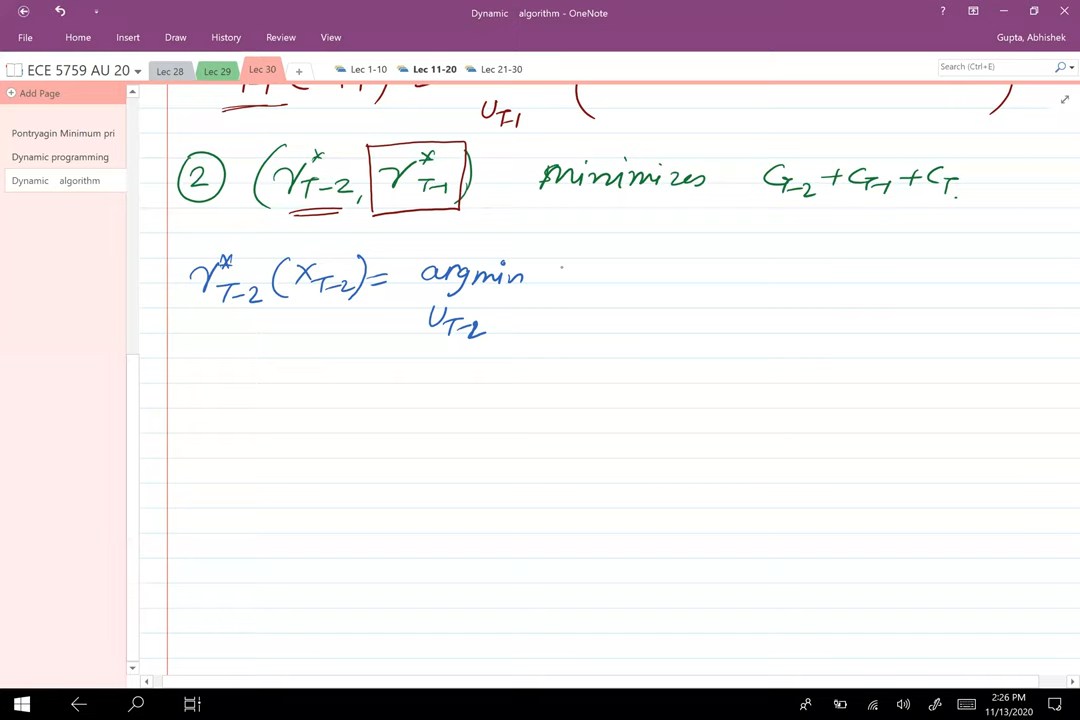 Dynamic algorithm - OneNote
File Home Insert Draw History Review View Gupta, Abhishek
ECE 5759 AU 20 Lec 28 Lec 29 Lec 30 + Lec 1-10 Lec 11-20 Lec 21-30 Search (Ctrl+E)
Add Page
Pontryagin Minimum pri
Dynamic programming
Dynamic algorithm
U_{T-1} ( )
② (γ*_{T-2}, γ*_{T-1}) minimizes C_{T-2} + C_{T-1} + C_T.
γ*_{T-2} (x_{T-2}) = argmin
U_{T-2}
2:26 PM
11/13/2020